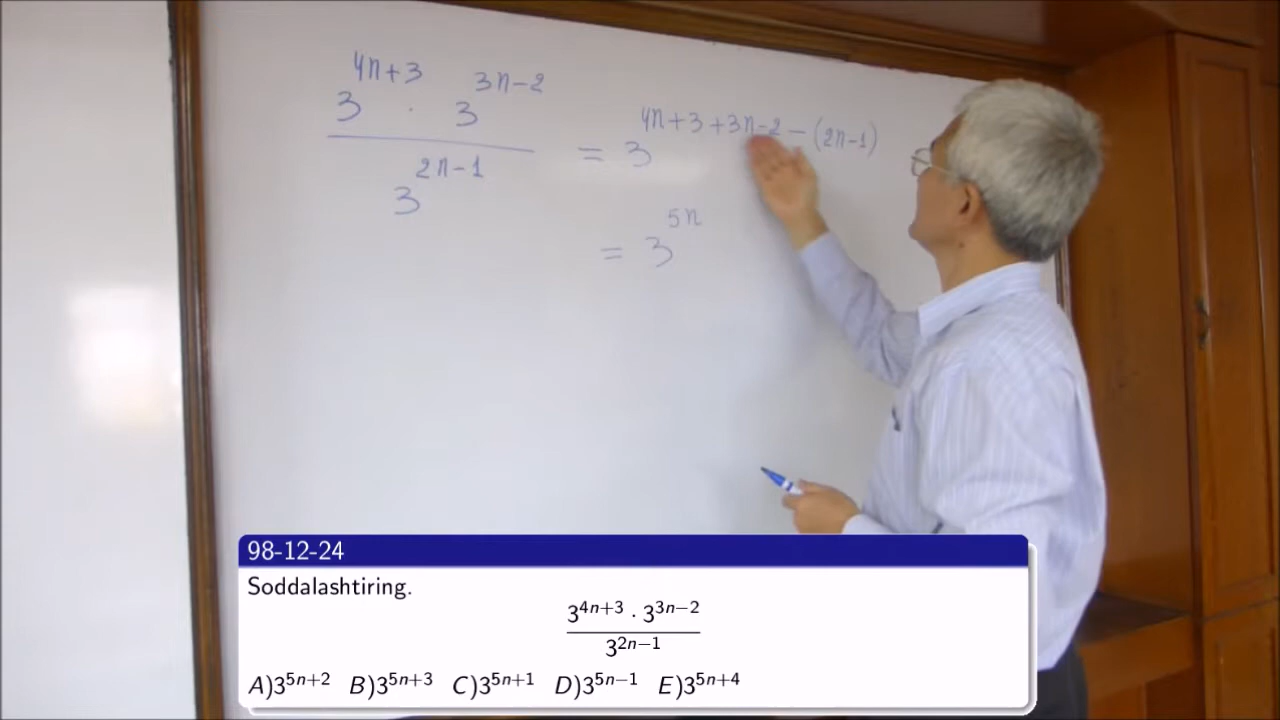 3^{4n+3} · 3^{3n-2}
3^{2n-1}
= 3^{4n+3+3n-2-(2n-1)}
= 3^{5n}
98-12-24
Soddalashtiring.
3^{4n+3} · 3^{3n−2}
3^{2n−1}
A)3^{5n+2} B)3^{5n+3} C)3^{5n+1} D)3^{5n−1} E)3^{5n+4}